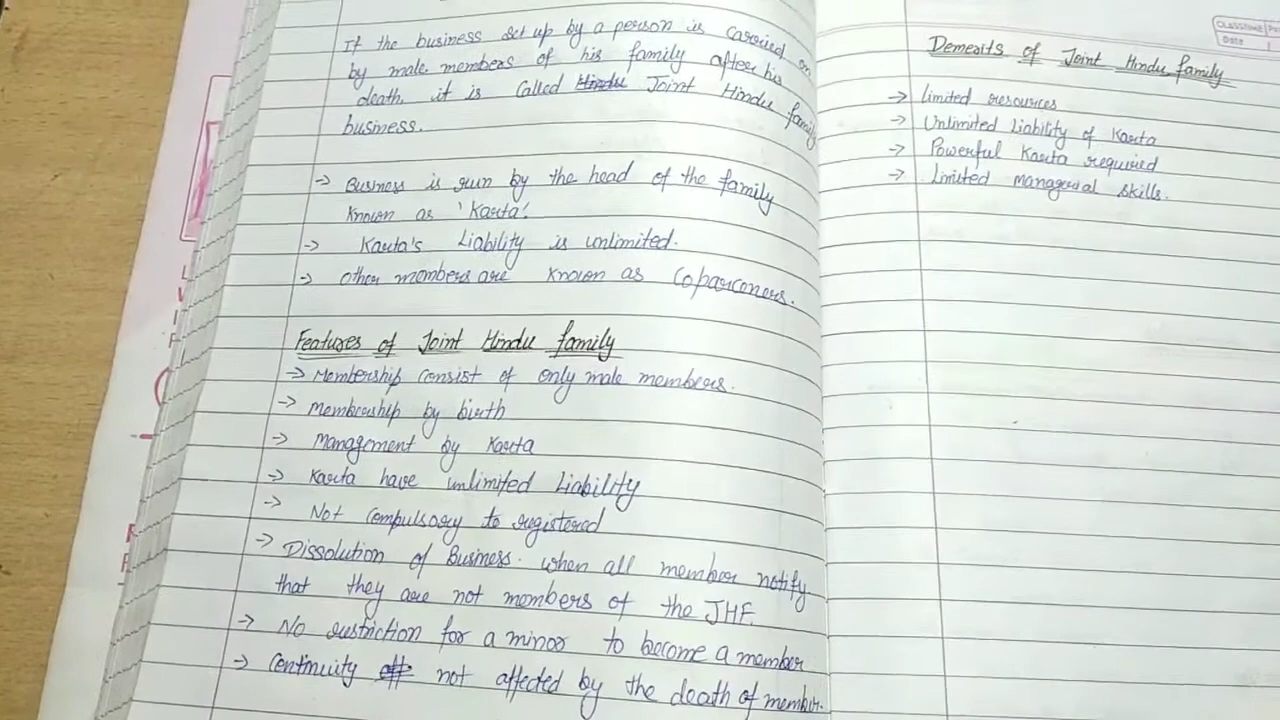 If the business set up by a person is carried on
by male members of his family after his
death, it is called Hindu Joint Hindu family
business.
→ Business is run by the head of the family
known as 'Karta'.
→ Karta's Liability is unlimited.
→ Other members are known as Coparconers.
Features of Joint Hindu family
→ Membership consist of only male members.
→ Membership by birth
→ Management by Karta
→ Karta have unlimited Liability
→ Not Compulsory to registered
→ Dissolution of Business. when all member notify
that they are not members of the JHF.
→ No restriction for a minor to become a member
→ Continuity not affected by the death of member.
CLASSTIME
Date
Demerits of Joint Hindu family
→ Limited resources
→ Unlimited Liability of Karta
→ Powerful Karta required
→ Limited managerial skills.